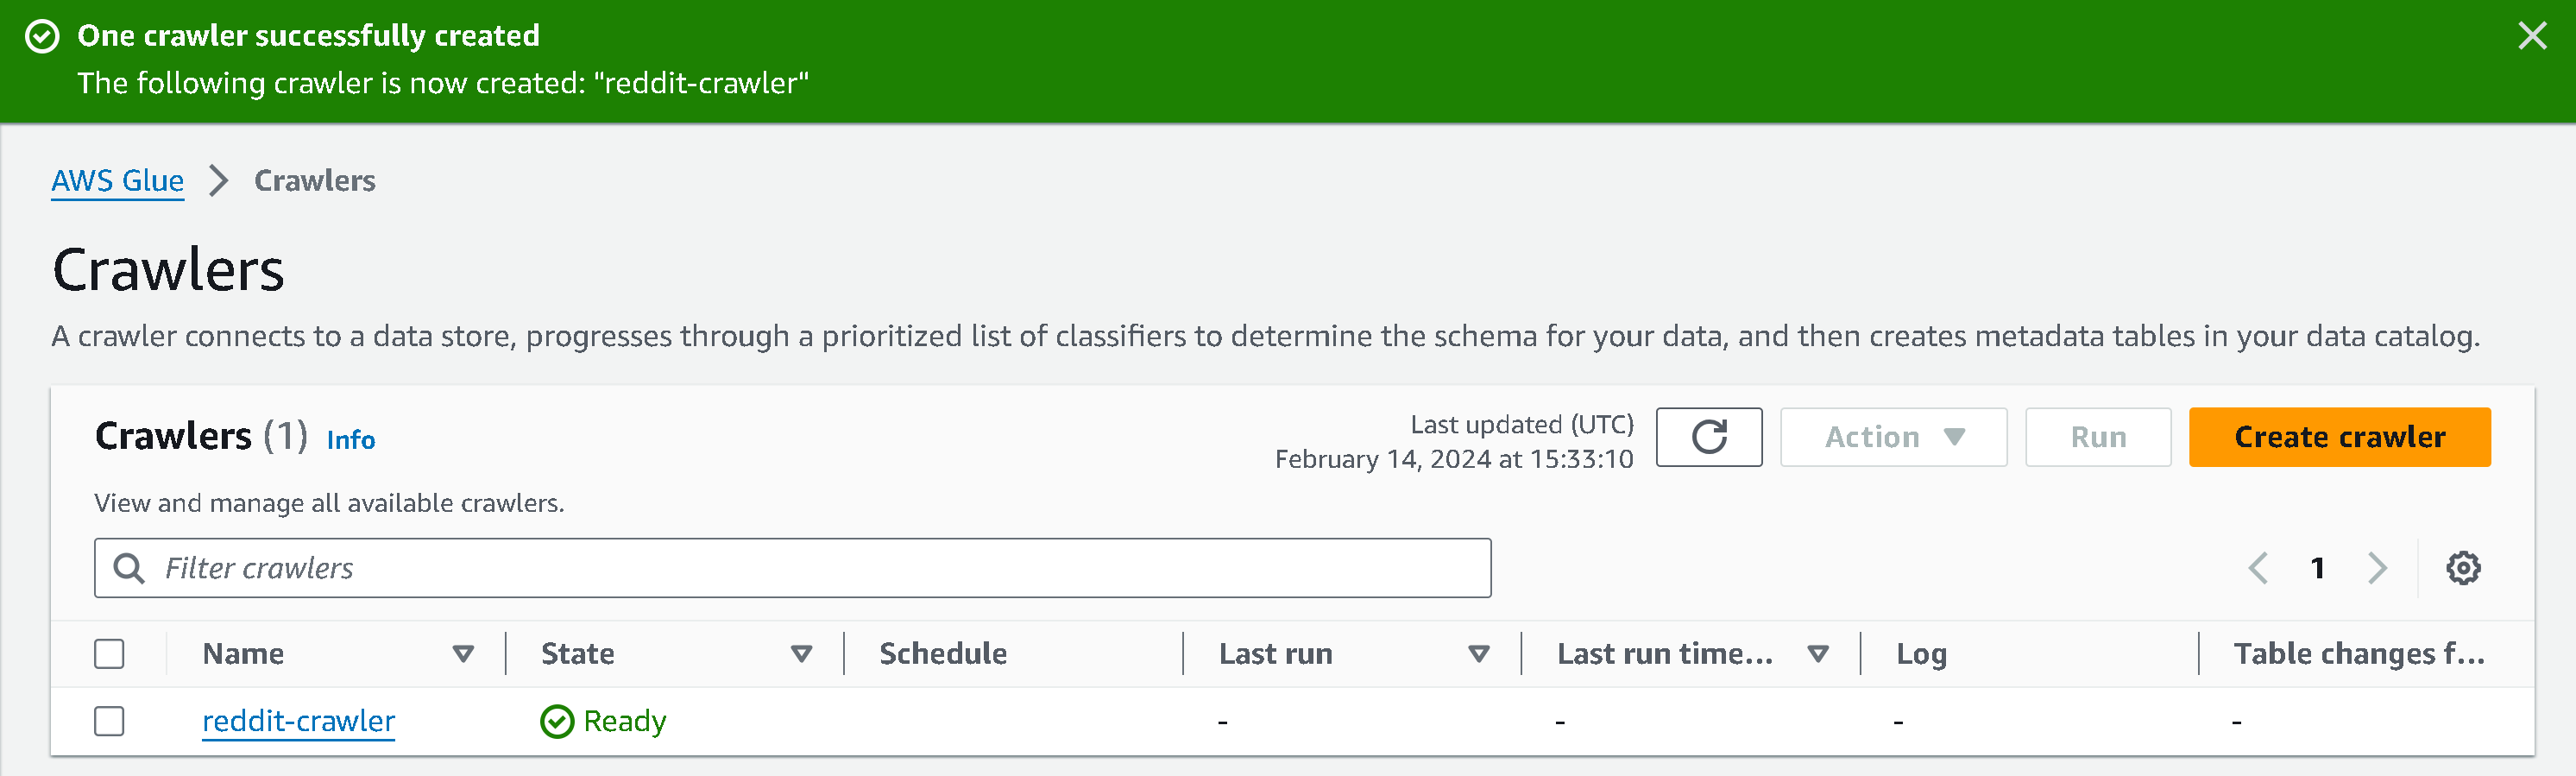 One crawler successfully created
The following crawler is now created: "reddit-crawler"
AWS Glue Crawlers
Crawlers
A crawler connects to a data store, progresses through a prioritized list of classifiers to determine the schema for your data, and then creates metadata tables in your data catalog.
Crawlers (1) Info
Last updated (UTC)
February 14, 2024 at 15:33:10
Action
Run
Create crawler
View and manage all available crawlers.
Filter crawlers
1
Name State Schedule Last run Last run time... Log Table changes f...
reddit-crawler Ready - - - -